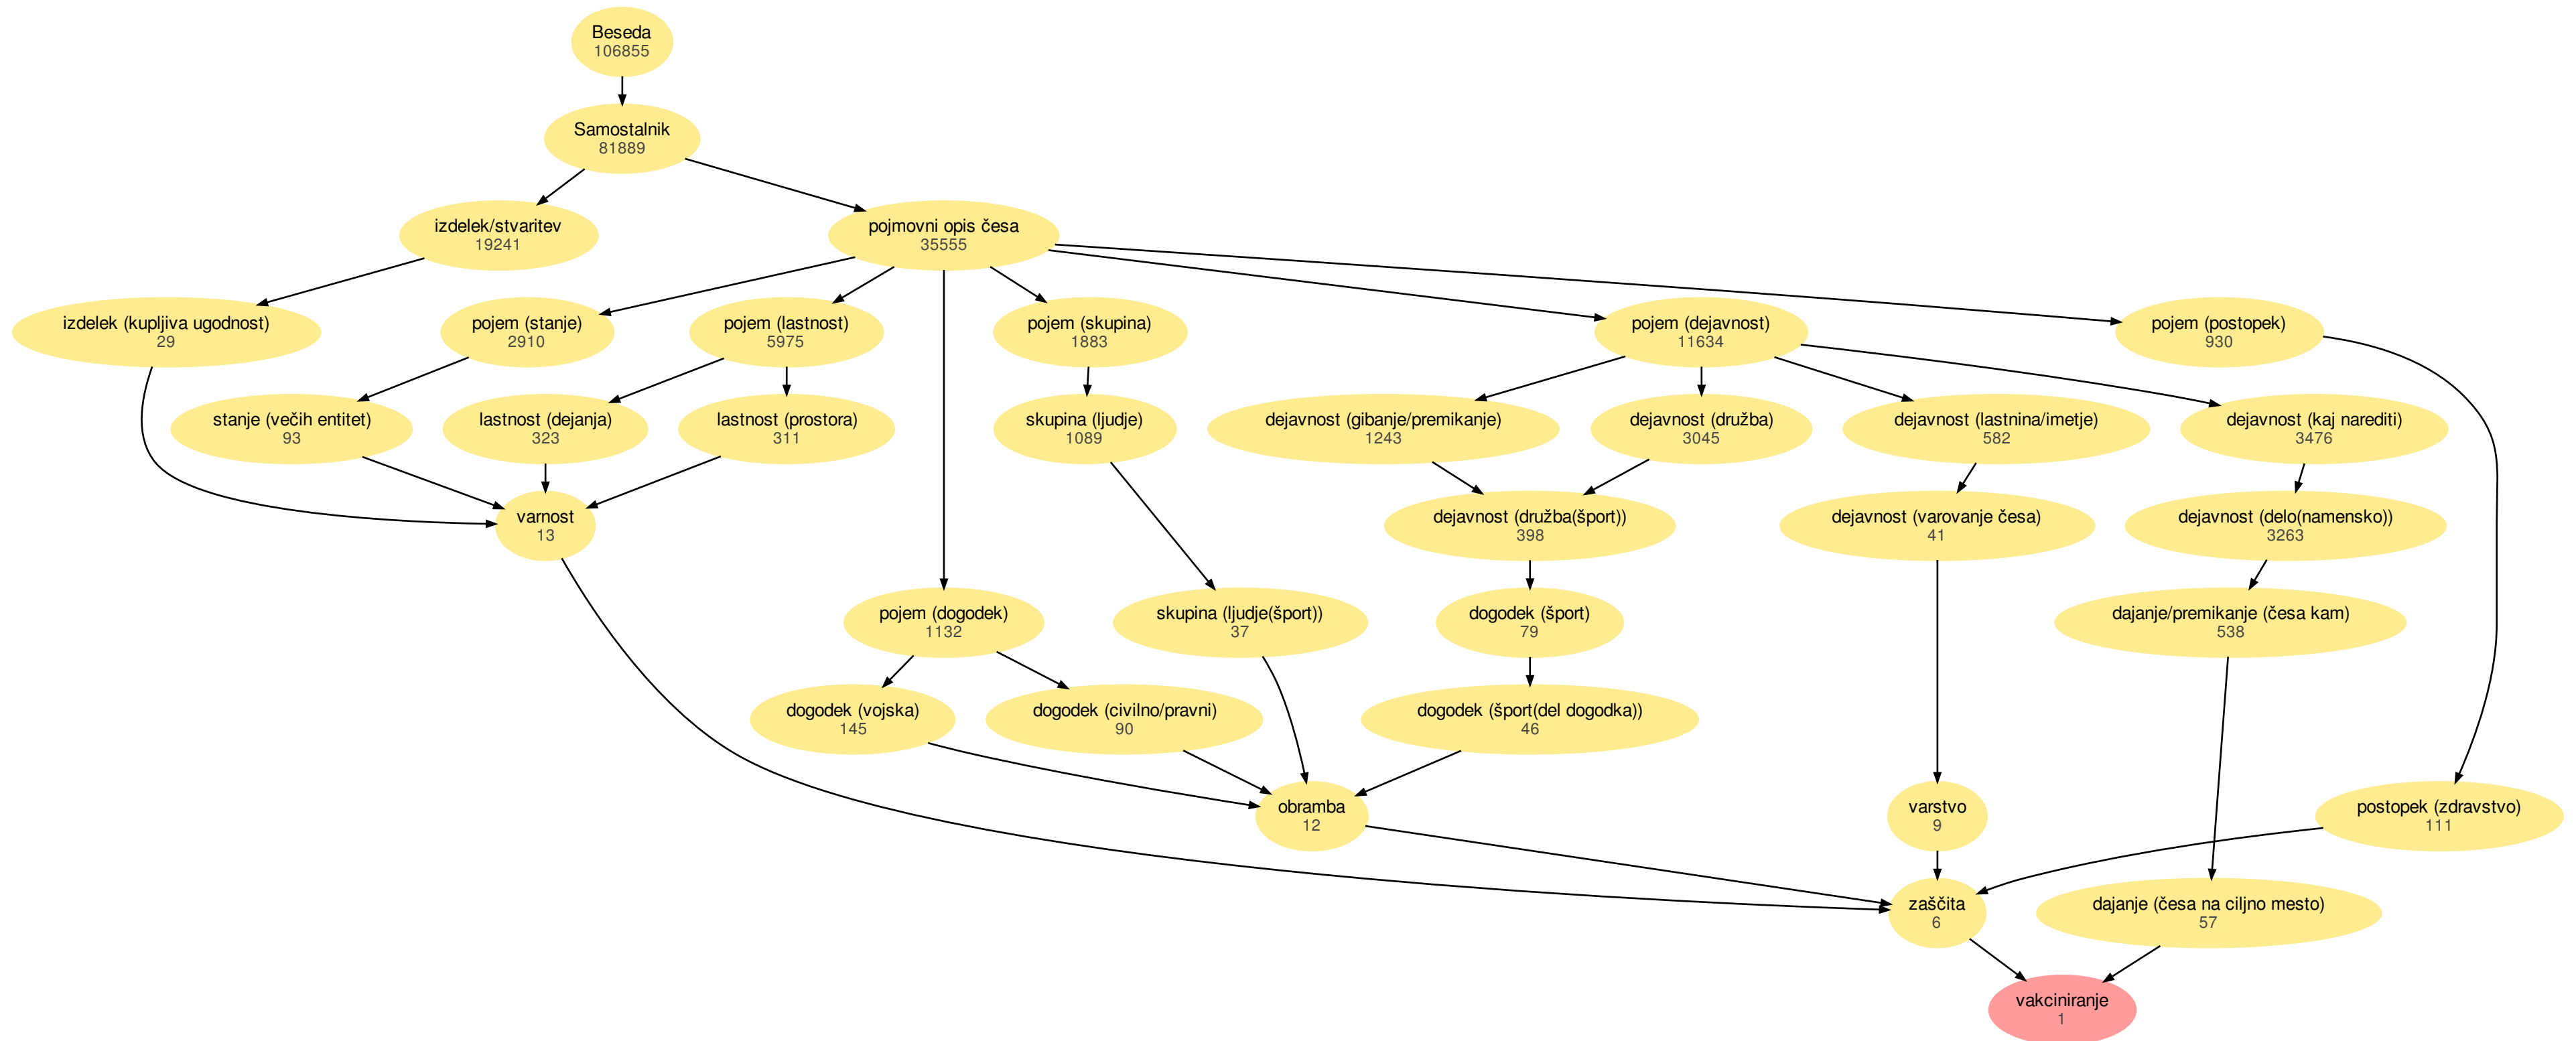 Beseda
106855
Samostalnik
81889
izdelek/stvaritev
19241
pojmovni opis česa
35555
izdelek (kupljiva ugodnost)
29
pojem (stanje)
2910
pojem (lastnost)
5975
pojem (skupina)
1883
pojem (dejavnost)
11634
pojem (postopek)
930
stanje (večih entitet)
93
lastnost (dejanja)
323
lastnost (prostora)
311
skupina (ljudje)
1089
dejavnost (gibanje/premikanje)
1243
dejavnost (družba)
3045
dejavnost (lastnina/imetje)
582
dejavnost (kaj narediti)
3476
varnost
13
dejavnost (družba(šport))
398
dejavnost (varovanje česa)
41
dejavnost (delo(namensko))
3263
pojem (dogodek)
1132
skupina (ljudje(šport))
37
dogodek (šport)
79
dajanje/premikanje (česa kam)
538
dogodek (vojska)
145
dogodek (civilno/pravni)
90
dogodek (šport(del dogodka))
46
obramba
12
varstvo
9
postopek (zdravstvo)
111
zaščita
6
dajanje (česa na ciljno mesto)
57
vakciniranje
1